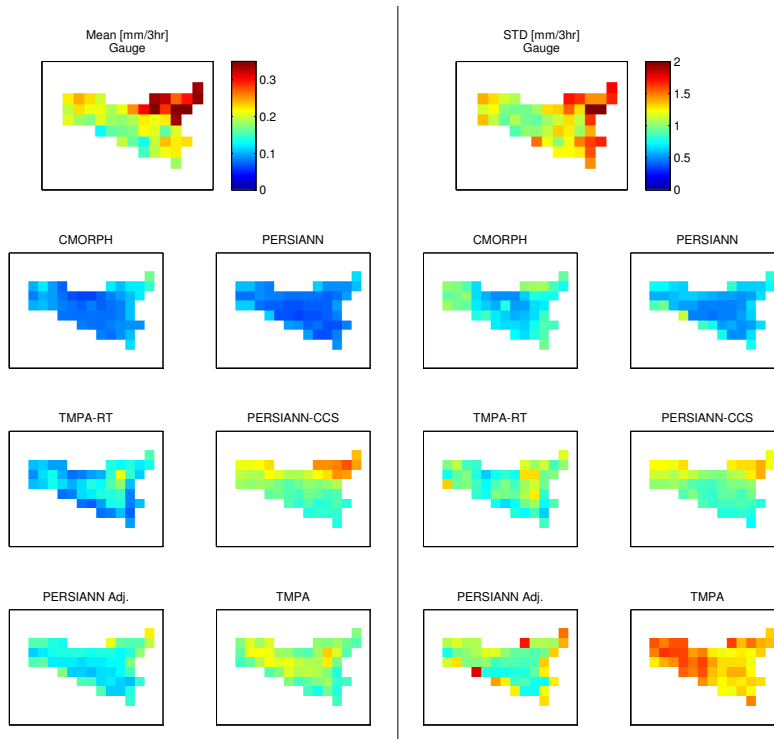 Mean [mm/3hr]
Gauge
0.3
0.2
0.1
0
STD [mm/3hr]
Gauge
2
1.5
1
0.5
0
CMORPH
PERSIANN
CMORPH
PERSIANN
TMPA-RT
PERSIANN-CCS
TMPA-RT
PERSIANN-CCS
PERSIANN Adj.
TMPA
PERSIANN Adj.
TMPA